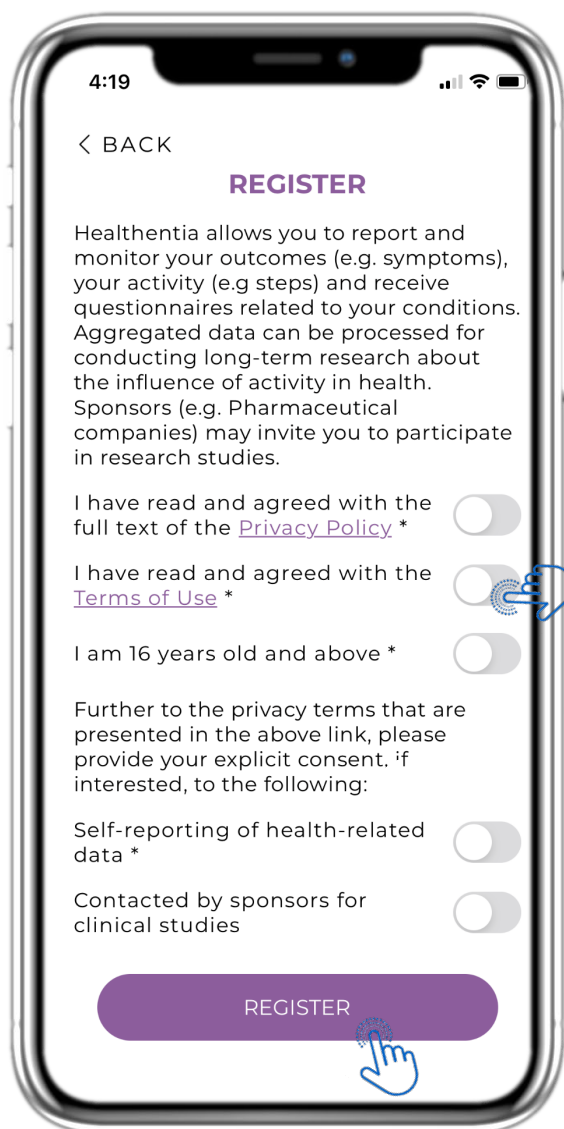 4:19
< BACK
REGISTER
Healthentia allows you to report and
monitor your outcomes (e.g. symptoms),
your activity (e.g steps) and receive
questionnaires related to your conditions.
Aggregated data can be processed for
conducting long-term research about
the influence of activity in health.
Sponsors (e.g. Pharmaceutical
companies) may invite you to participate
in research studies.
I have read and agreed with the
full text of the Privacy Policy *
I have read and agreed with the
Terms of Use *
I am 16 years old and above *
Further to the privacy terms that are
presented in the above link, please
provide your explicit consent. if
interested, to the following:
Self-reporting of health-related
data *
Contacted by sponsors for
clinical studies
REGISTER